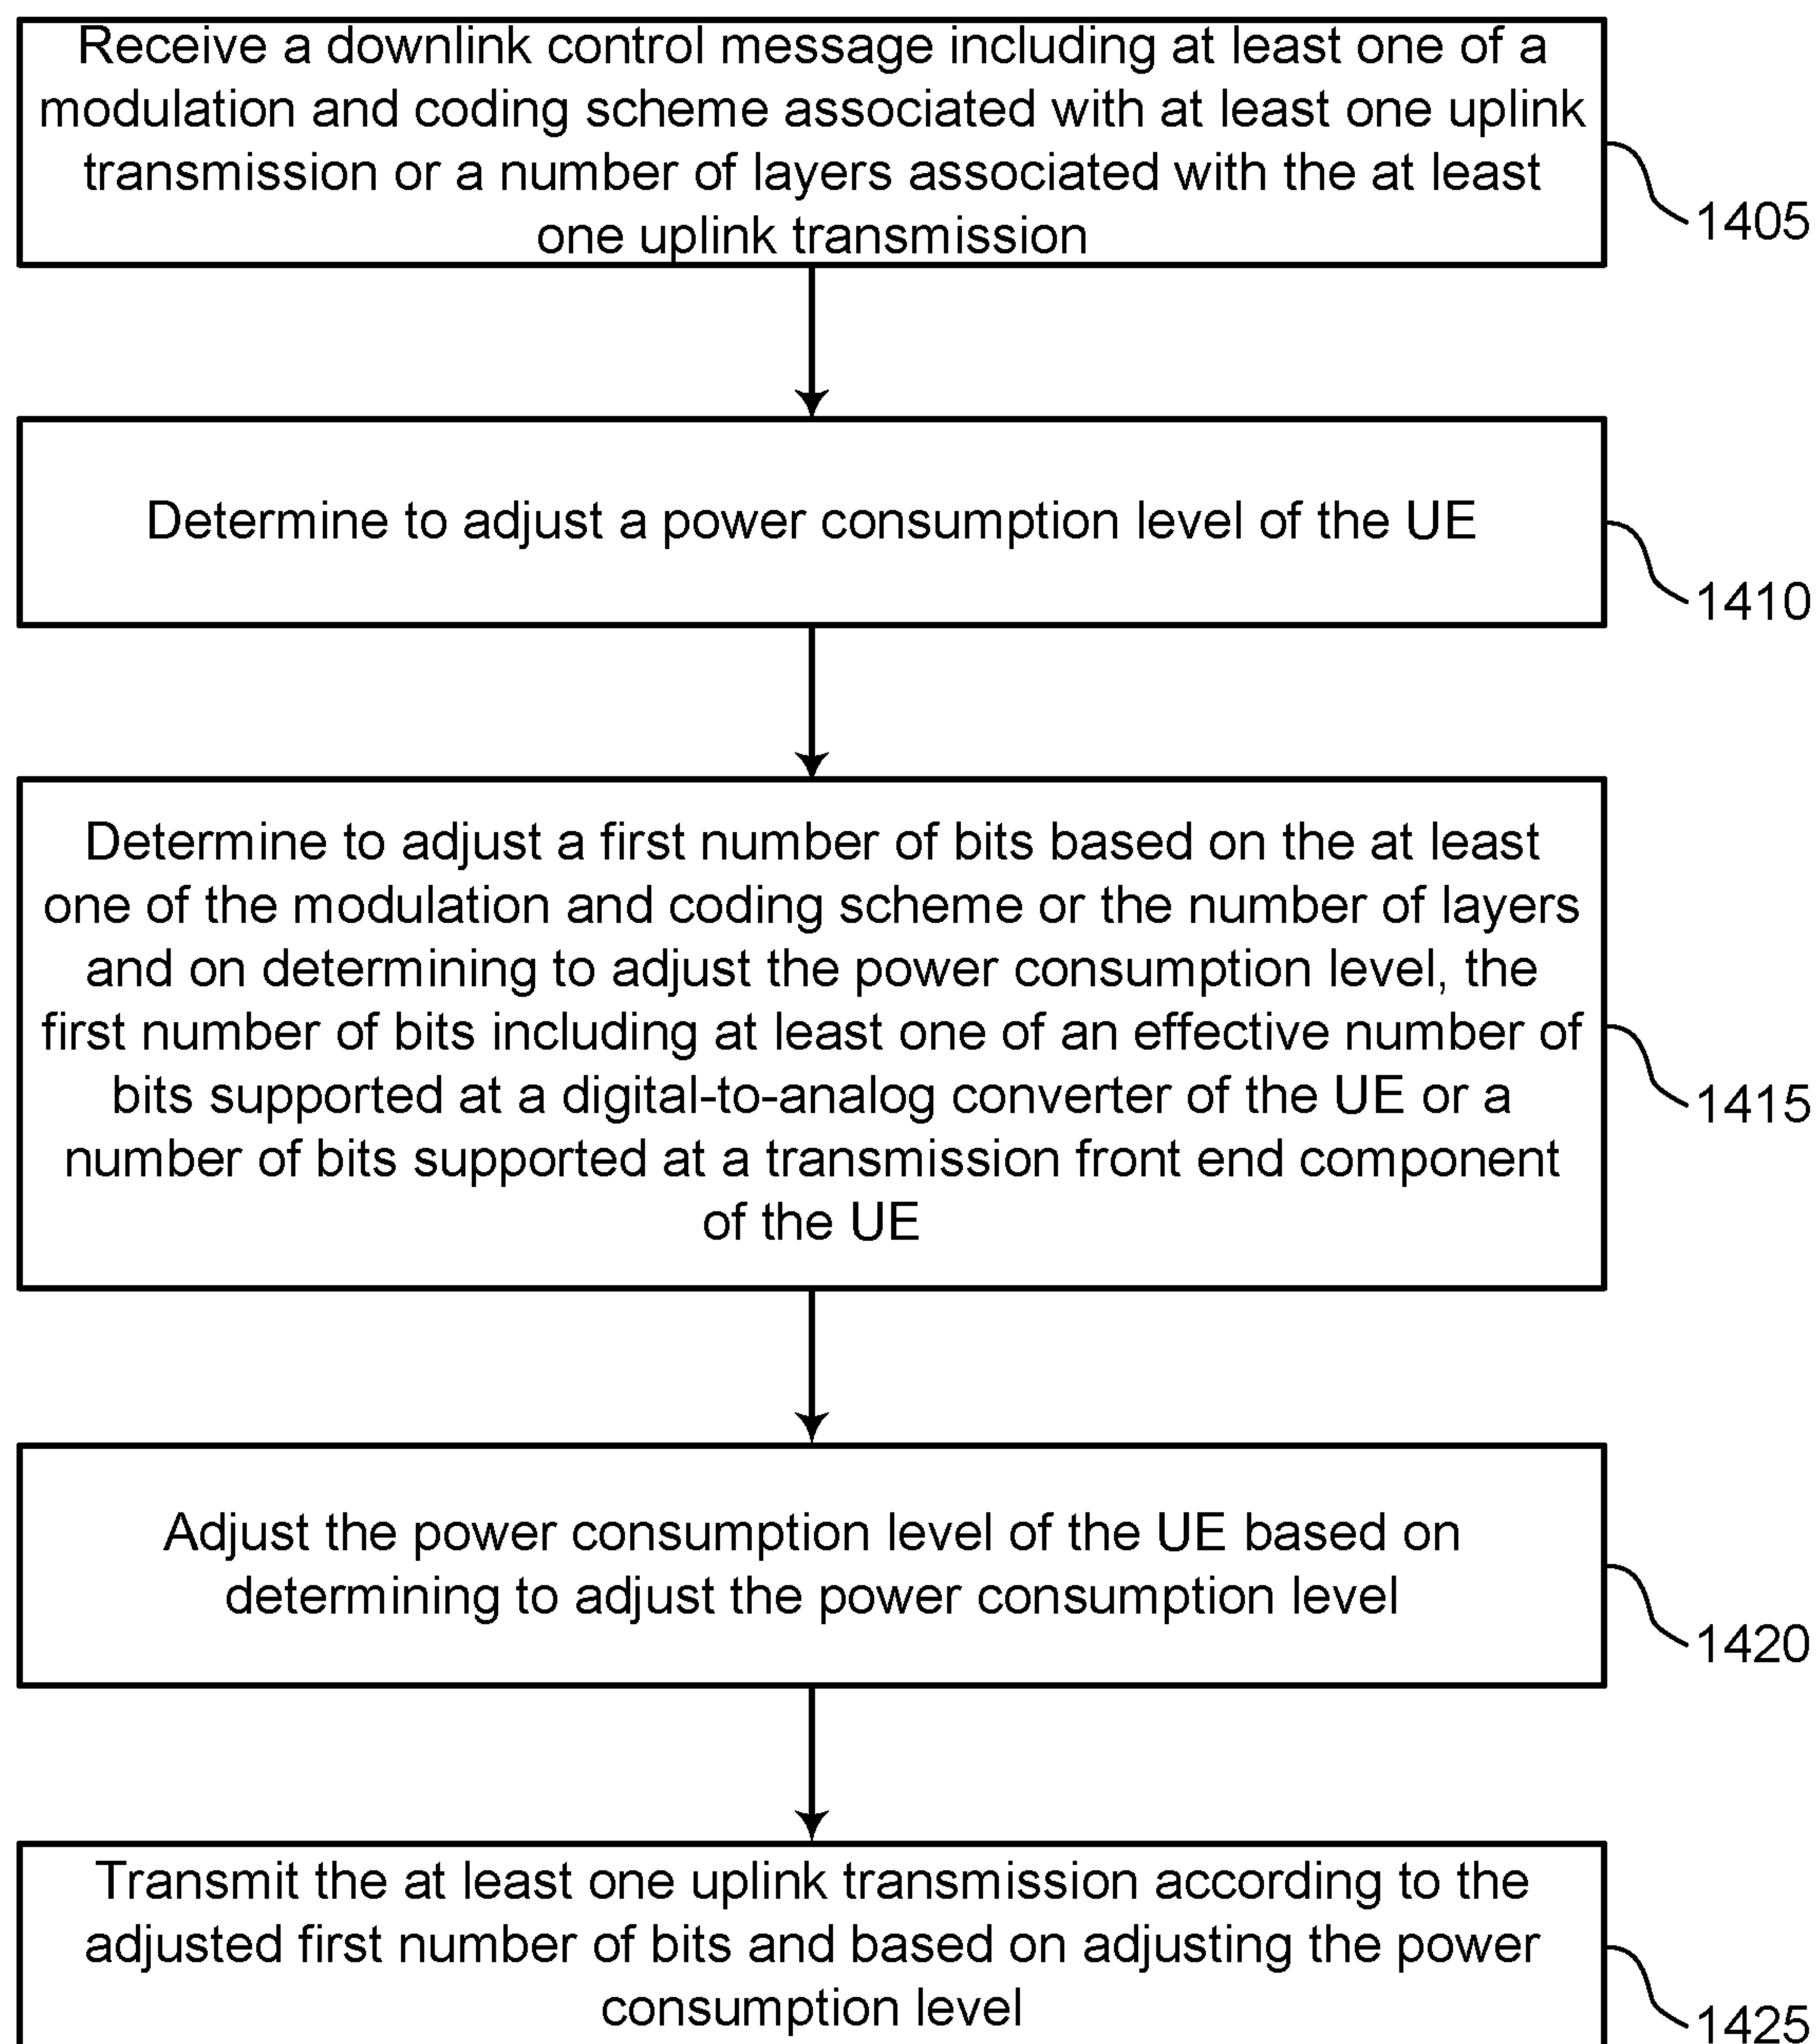 Receive a downlink control message including at least one of a
modulation and coding scheme associated with at least one uplink
transmission or a number of layers associated with the at least
one uplink transmission
1405
Determine to adjust a power consumption level of the UE
1410
Determine to adjust a first number of bits based on the at least
one of the modulation and coding scheme or the number of layers
and on determining to adjust the power consumption level, the
first number of bits including at least one of an effective number of
bits supported at a digital-to-analog converter of the UE or a
number of bits supported at a transmission front end component
of the UE
1415
Adjust the power consumption level of the UE based on
determining to adjust the power consumption level
1420
Transmit the at least one uplink transmission according to the
adjusted first number of bits and based on adjusting the power
consumption level
1425